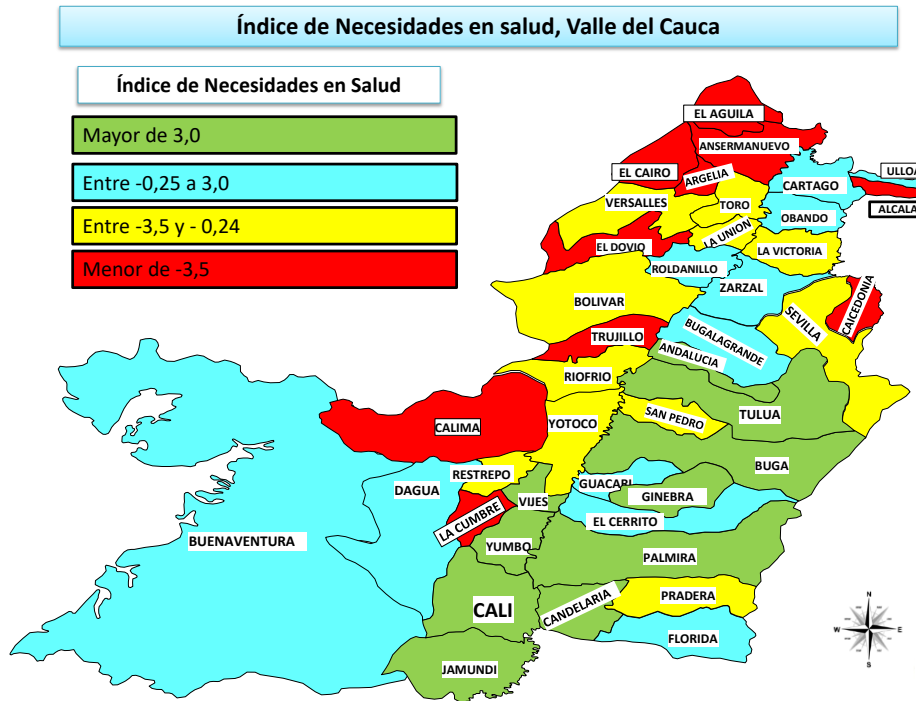 Índice de Necesidades en salud, Valle del Cauca
Índice de Necesidades en Salud
Mayor de 3,0
Entre -0,25 a 3,0
Entre -3,5 y - 0,24
Menor de -3,5
EL AGUILA
ANSERMANUEVO
EL CAIRO
ARGELIA
ULLOA
CARTAGO
VERSALLES
TORO
ALCALA
OBANDO
LA UNION
EL DOVIO
LA VICTORIA
ROLDANILLO
ZARZAL
BOLIVAR
SEVILLA
CAICEDONIA
TRUJILLO
BUGALAGRANDE
ANDALUCIA
RIOFRIO
SAN PEDRO
TULUA
CALIMA
YOTOCO
BUGA
RESTREPO
DAGUA
GUACARI
GINEBRA
VIJES
LA CUMBRE
EL CERRITO
BUENAVENTURA
YUMBO
PALMIRA
PRADERA
CALI
CANDELARIA
FLORIDA
JAMUNDI
N
W
E
S